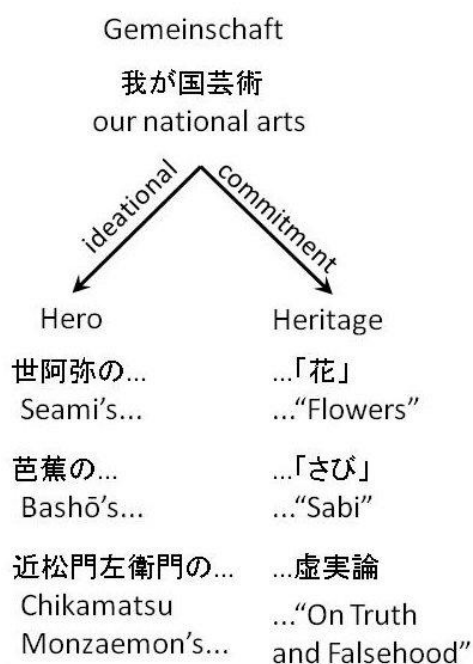 Gemeinschaft
我が国芸術
our national arts
ideational
commitment
Hero
Heritage
世阿弥の...
...「花」
Seami's...
..."Flowers"
芭蕉の...
...「さび」
Bashō's...
..."Sabi"
近松門左衛門の...
...虚実論
Chikamatsu
Monzaemon's...
..."On Truth
and Falsehood"